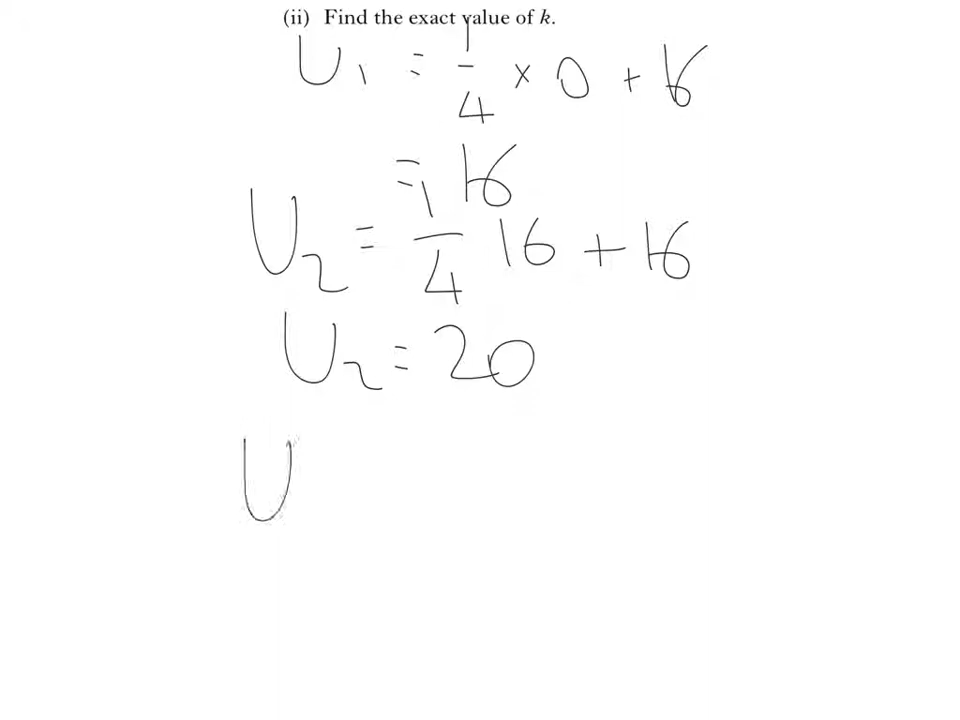 (ii) Find the exact value of k.
U₁ = 1/4 × 0 + 16
= 16
U₂ = 1/4 16 + 16
U₂ = 20
U